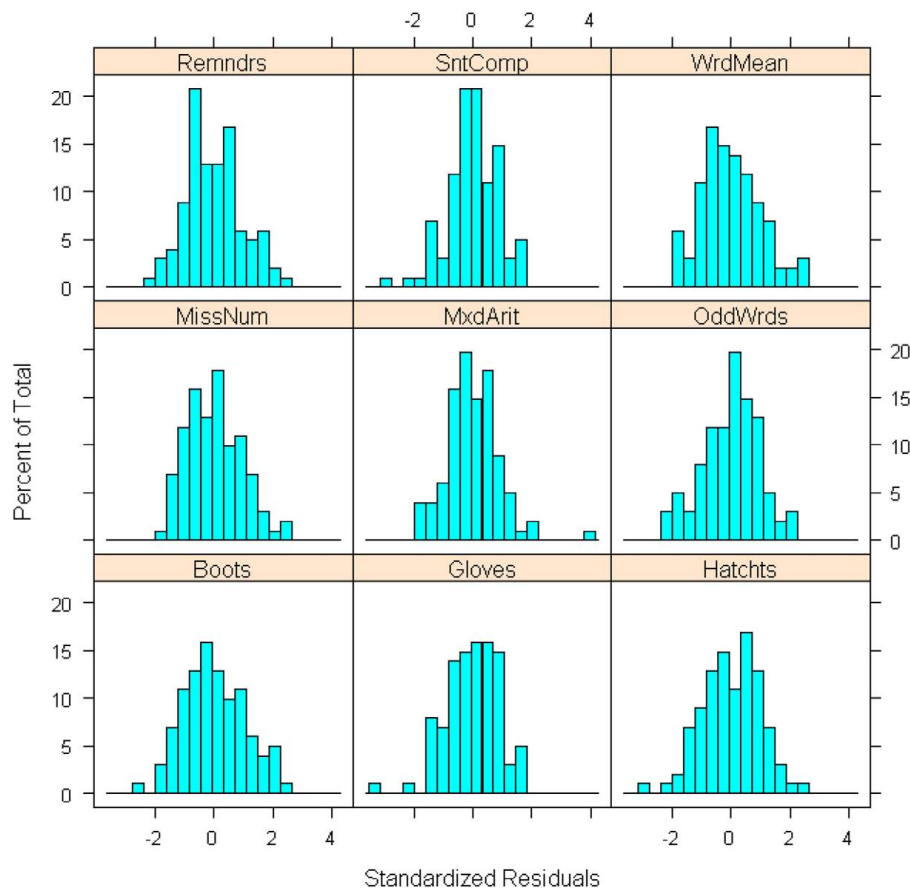 -2 0 2 4
Remndrs SntComp WrdMean
20
15
10
5
0
MissNum MxdArit OddWrds
20
15
10
5
0
Percent of Total
Boots Gloves Hatchts
20
15
10
5
0
-2 0 2 4 -2 0 2 4
Standardized Residuals